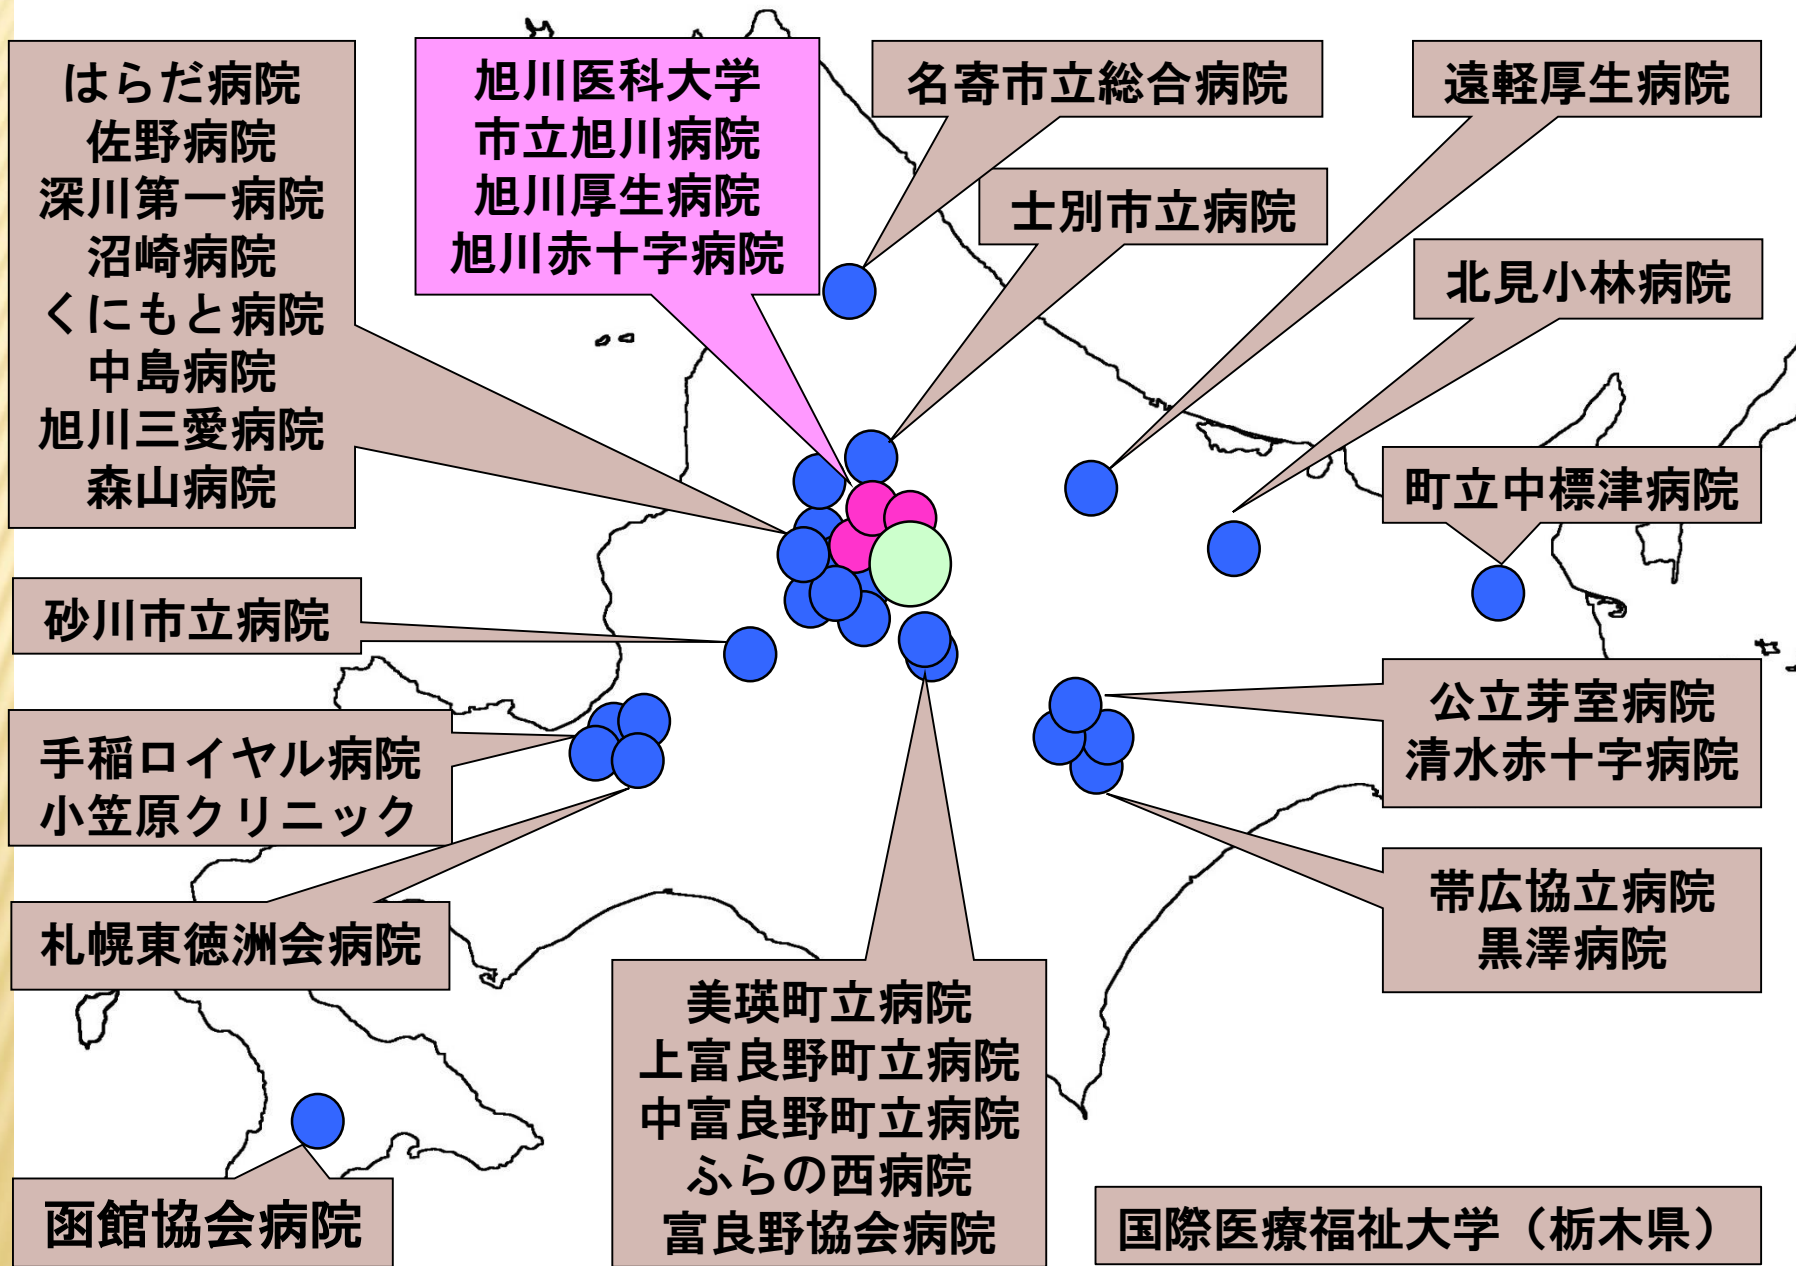 はらだ病院
佐野病院
深川第一病院
沼崎病院
くにもと病院
中島病院
旭川三愛病院
森山病院
旭川医科大学
市立旭川病院
旭川厚生病院
旭川赤十字病院
名寄市立総合病院
士別市立病院
遠軽厚生病院
北見小林病院
町立中標津病院
砂川市立病院
手稲ロイヤル病院
小笠原クリニック
札幌東徳洲会病院
公立芽室病院
清水赤十字病院
帯広協立病院
黒澤病院
美瑛町立病院
上富良野町立病院
中富良野町立病院
ふらの西病院
富良野協会病院
函館協会病院
国際医療福祉大学（栃木県）